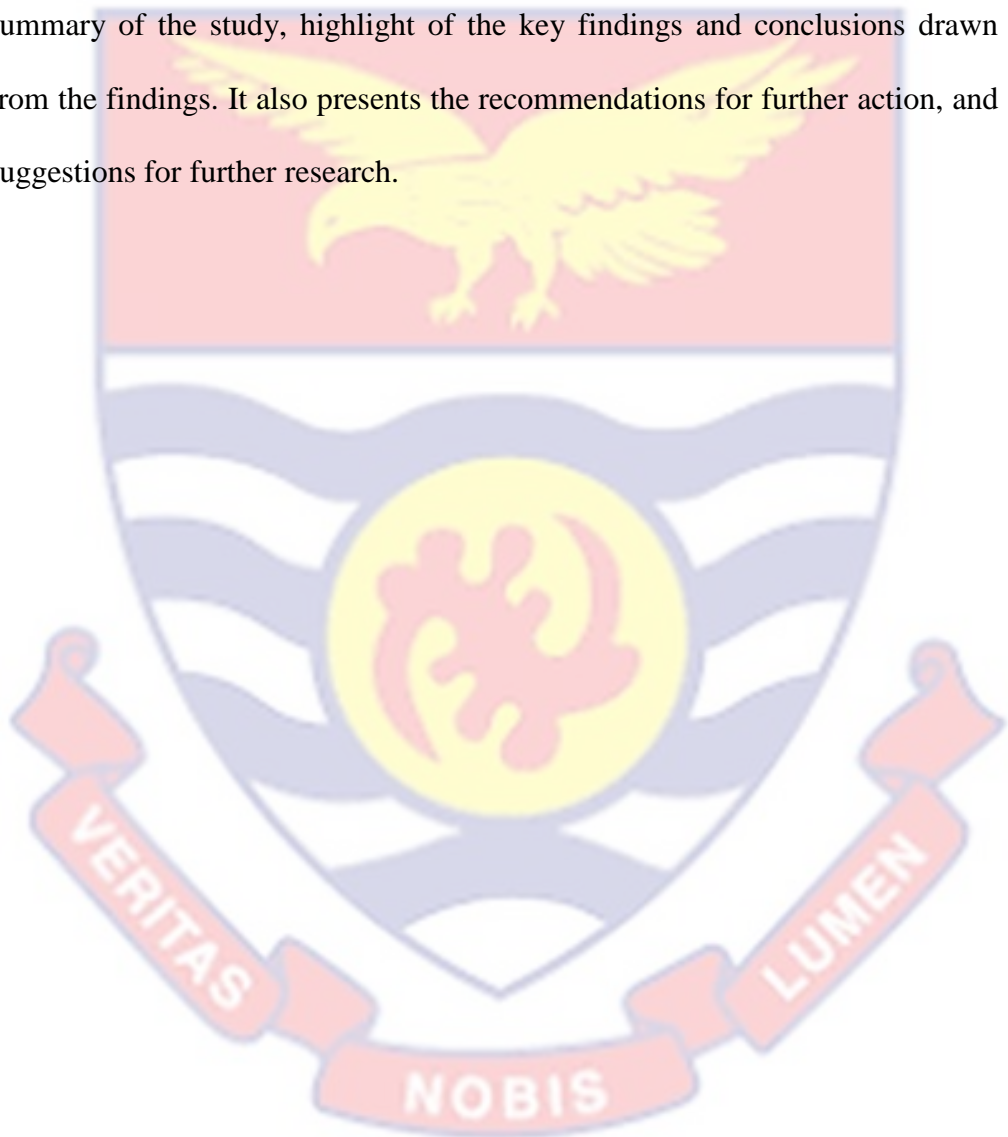 ummary of the study, highlight of the key findings and conclusions drawn
rom the findings. It also presents the recommendations for further action, and
uggestions for further research.
VERITAS
NOBIS
LUMEN